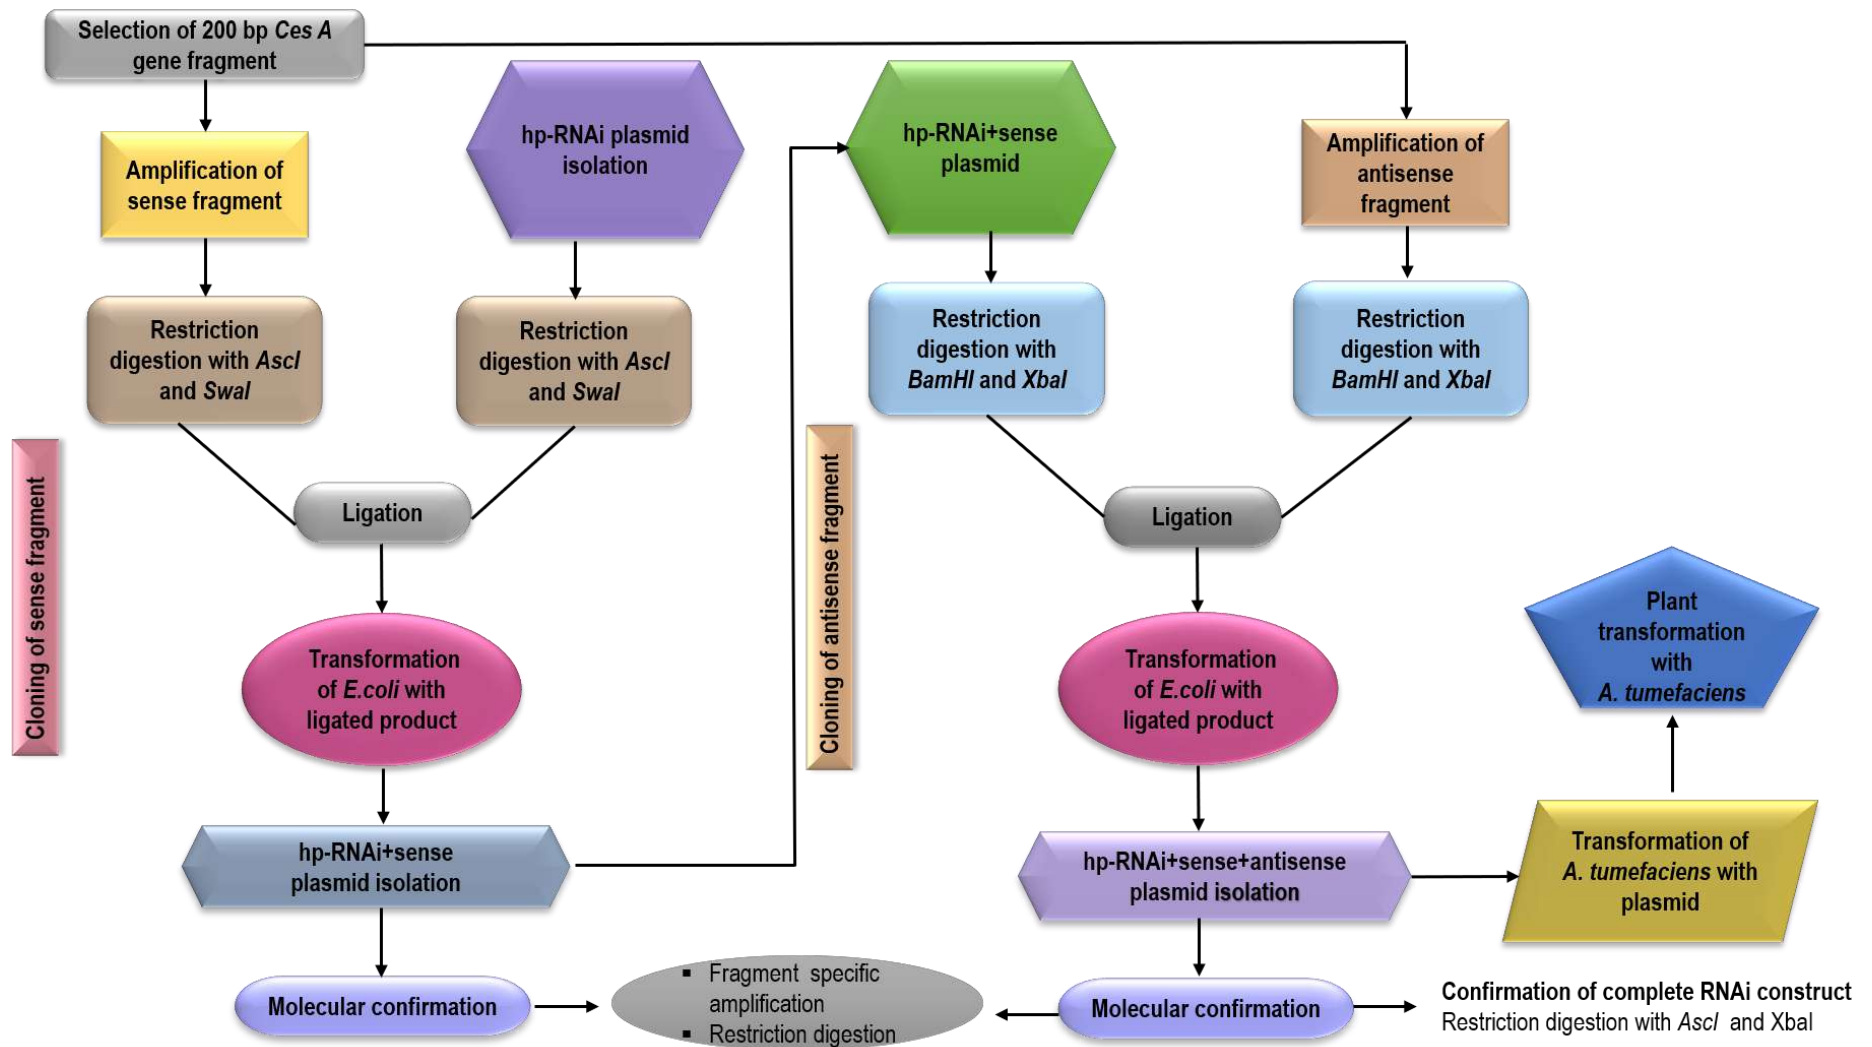 Selection of 200 bp Ces A
gene fragment
Amplification of
sense fragment
hp-RNAi plasmid
isolation
hp-RNAi+sense
plasmid
Amplification of
antisense
fragment
Restriction
digestion with AscI
and SwaI
Restriction
digestion with AscI
and SwaI
Restriction
digestion with
BamHI and XbaI
Restriction
digestion with
BamHI and XbaI
Cloning of sense fragment
Ligation
Cloning of antisense fragment
Ligation
Transformation
of E.coli with
ligated product
Transformation
of E.coli with
ligated product
Plant
transformation
with
A. tumefaciens
hp-RNAi+sense
plasmid isolation
hp-RNAi+sense+antisense
plasmid isolation
Transformation of
A. tumefaciens with
plasmid
Molecular confirmation
▪ Fragment specific
amplification
▪ Restriction digestion
Molecular confirmation
Confirmation of complete RNAi construct
Restriction digestion with AscI and XbaI